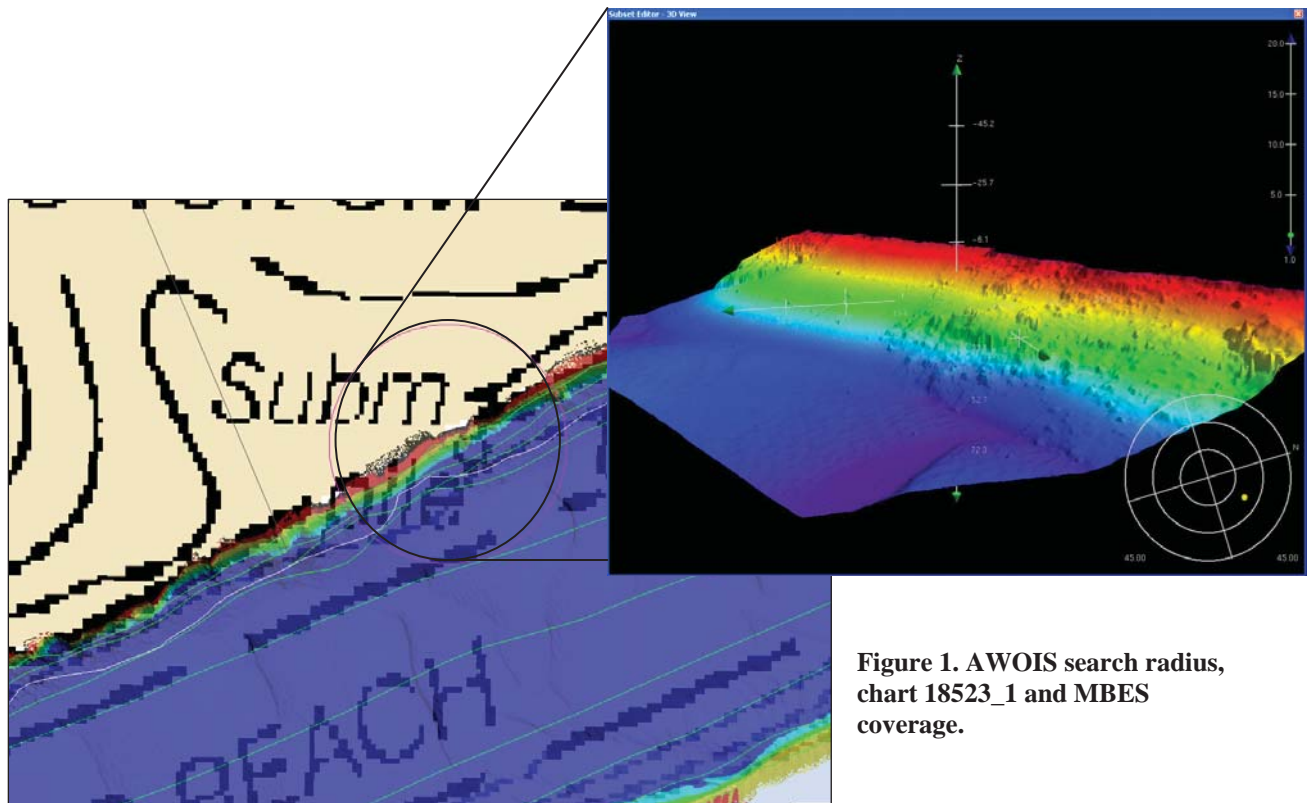 Subset Editor - 3D View
Z
20.0
-45.2
15.0
10.0
-25.7
5.0
-6.1
1.0
52.7
72.0
N
45.00
45.00
Subm
BEACH
Figure 1. AWOIS search radius,
chart 18523_1 and MBES
coverage.